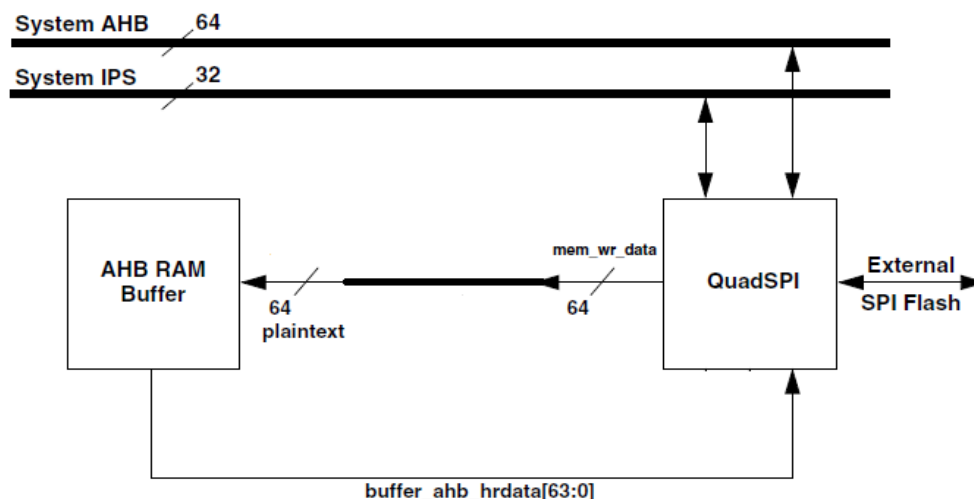 System AHB
64
System IPS
32
AHB RAM
Buffer
64
plaintext
mem_wr_data
64
QuadSPI
External
SPI Flash
buffer_ahb_hrdata[63:0]